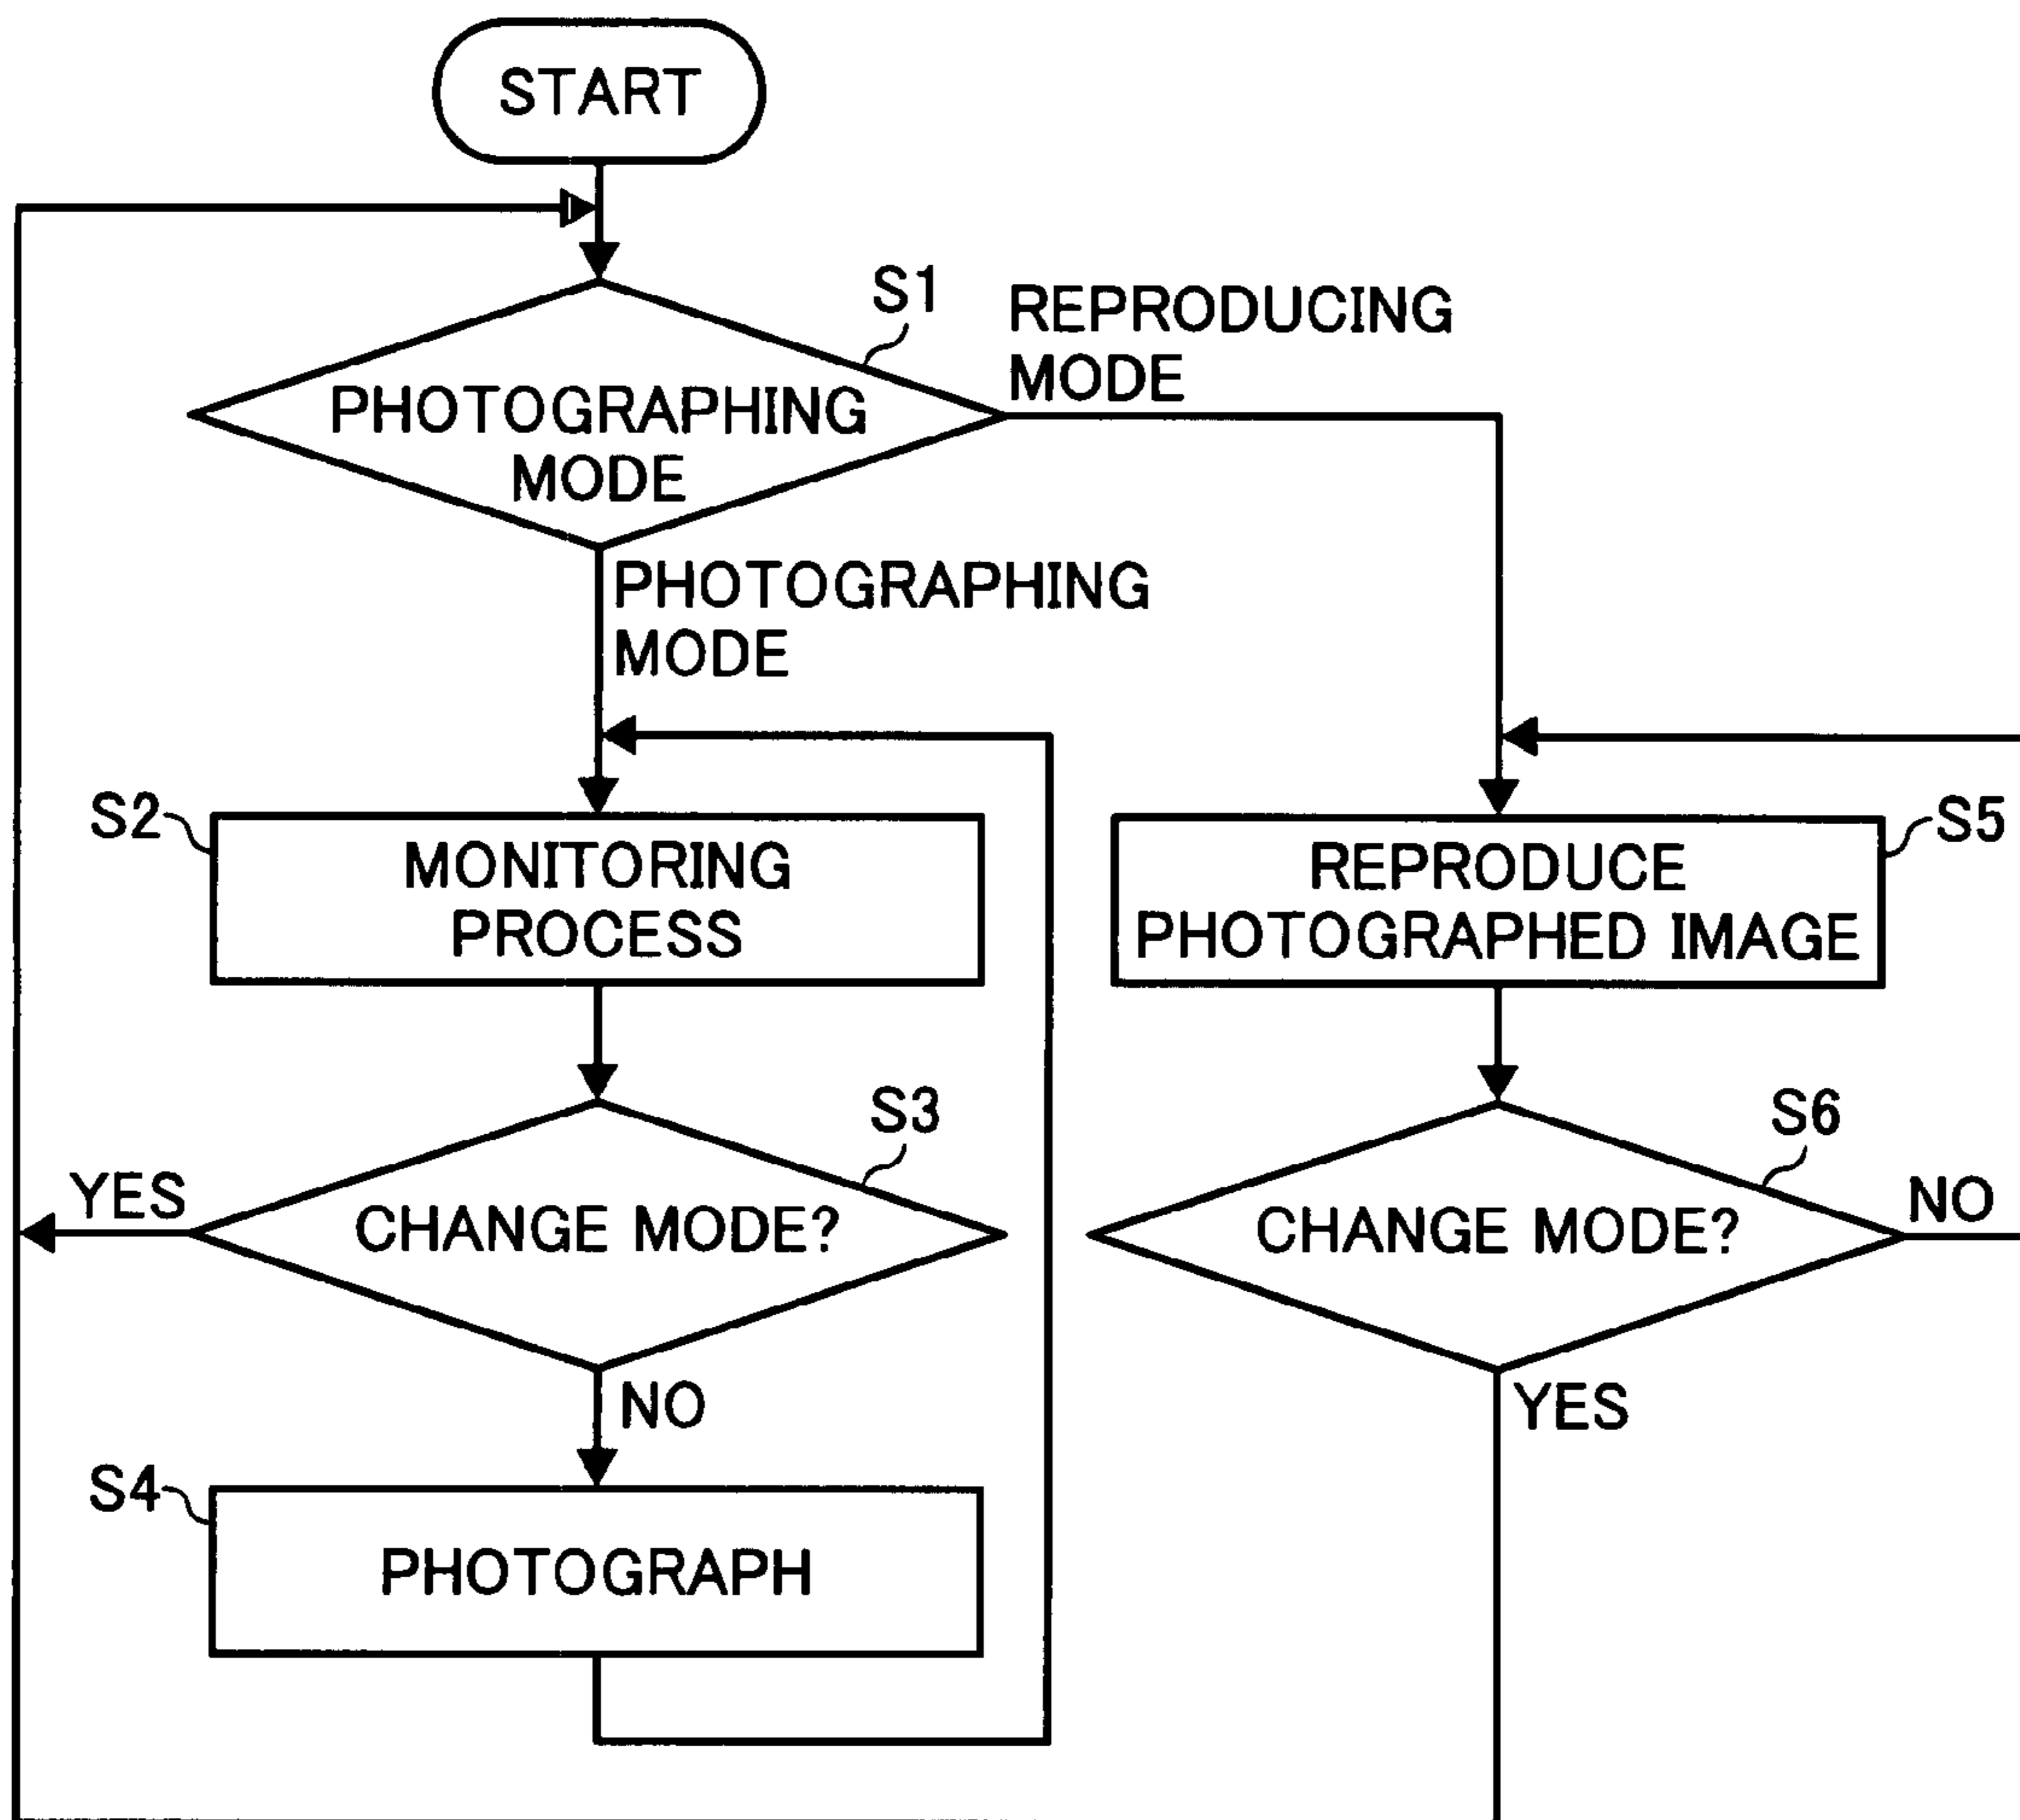 START
S1
REPRODUCING
MODE
PHOTOGRAPHING
MODE
PHOTOGRAPHING
MODE
S2
MONITORING
PROCESS
S5
REPRODUCE
PHOTOGRAPHED IMAGE
S3
YES
CHANGE MODE?
NO
S6
CHANGE MODE?
NO
YES
S4
PHOTOGRAPH